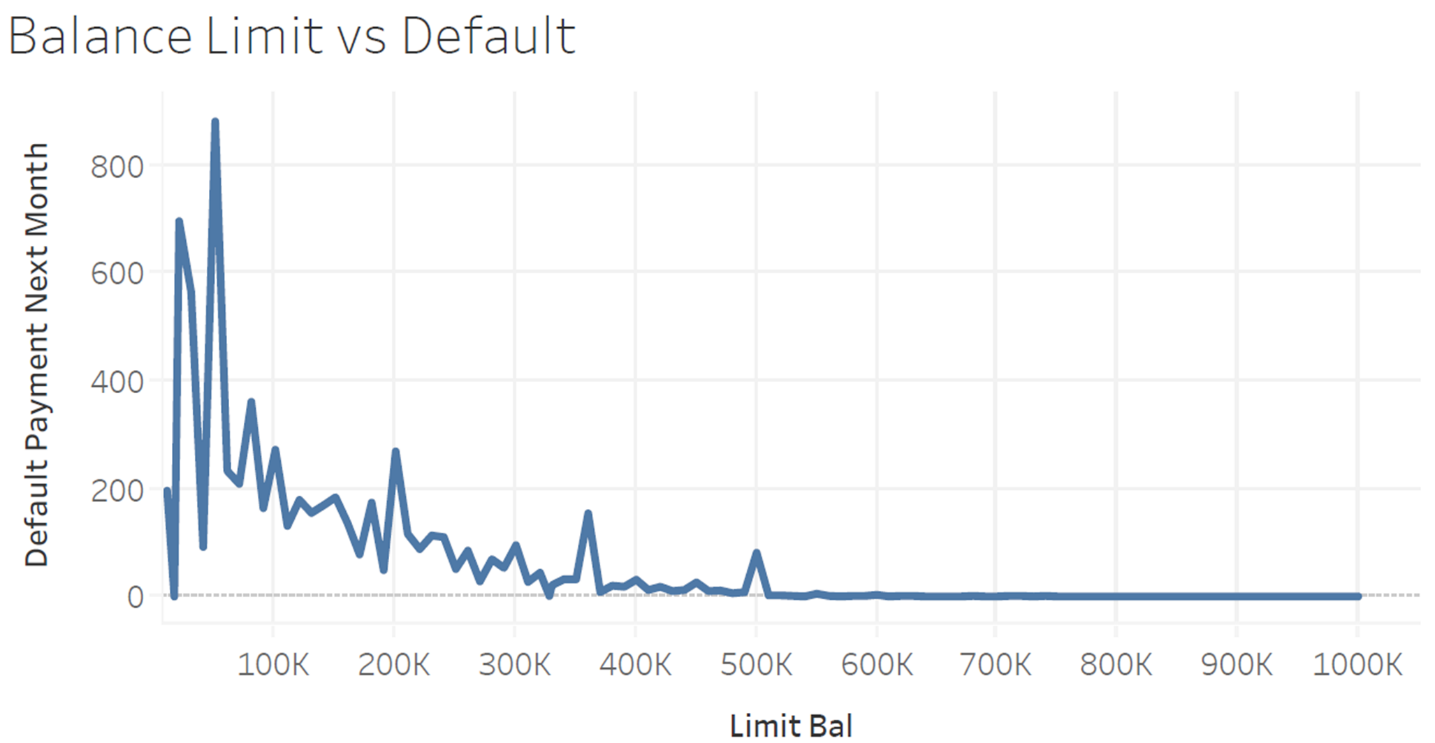 Balance Limit vs Default
Default Payment Next Month
800
600
400
200
0
100K 200K 300K 400K 500K 600K 700K 800K 900K 1000K
Limit Bal